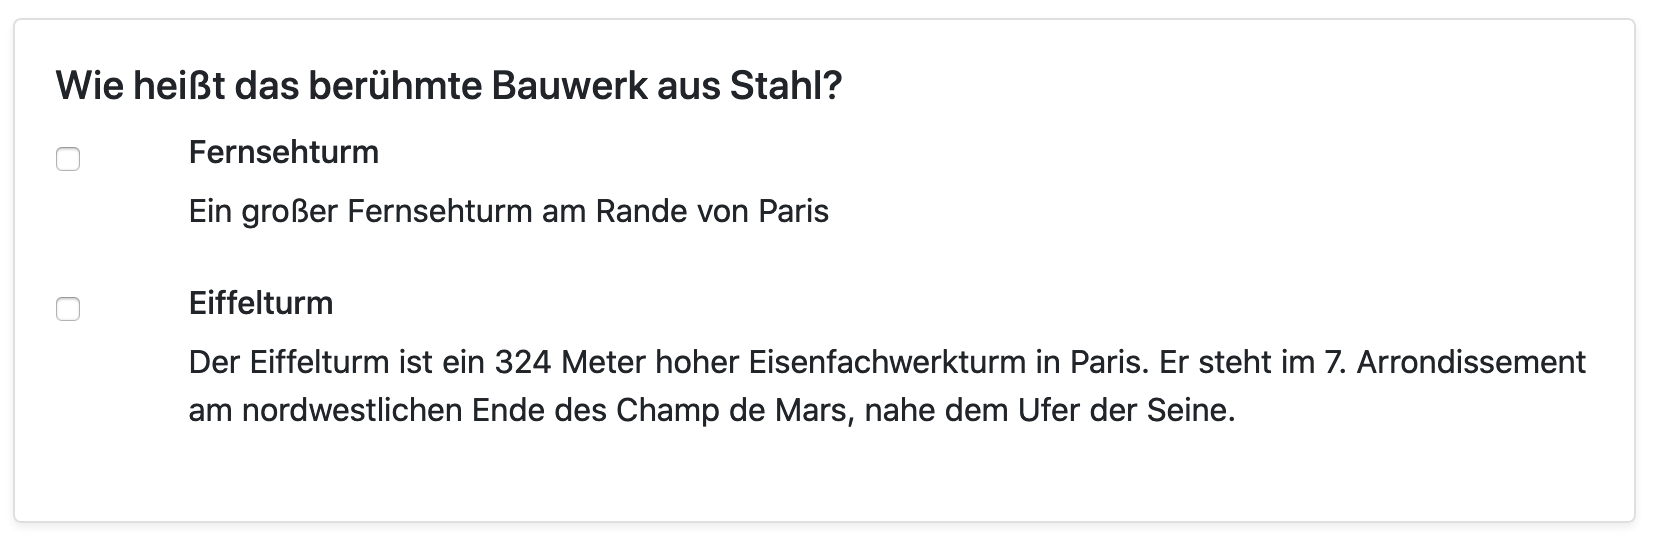 Wie heißt das berühmte Bauwerk aus Stahl?
Fernsehturm
Ein großer Fernsehturm am Rande von Paris
Eiffelturm
Der Eiffelturm ist ein 324 Meter hoher Eisenfachwerkturm in Paris. Er steht im 7. Arrondissement
am nordwestlichen Ende des Champ de Mars, nahe dem Ufer der Seine.